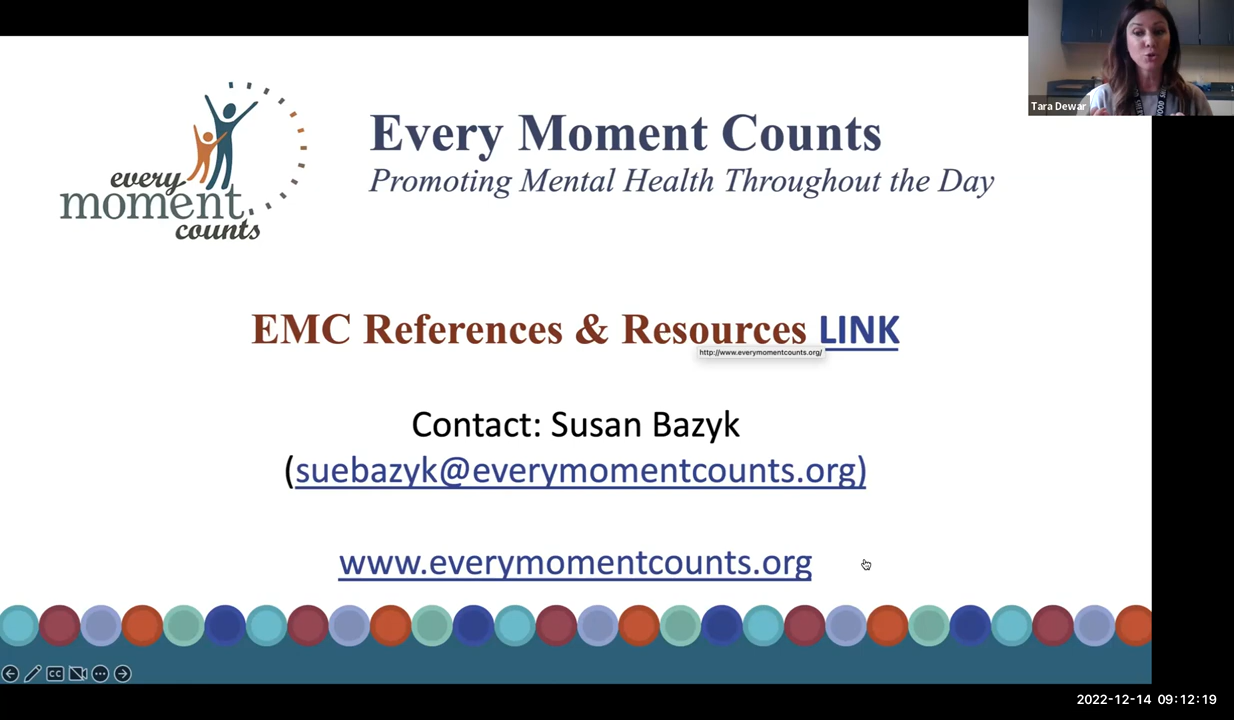 Tara Dewar
every
moment
counts
Every Moment Counts
Promoting Mental Health Throughout the Day
EMC References & Resources LINK
http://www.everymomentcounts.org/
Contact: Susan Bazyk
(suebazyk@everymomentcounts.org)
www.everymomentcounts.org
CC
2022-12-14 09:12:19